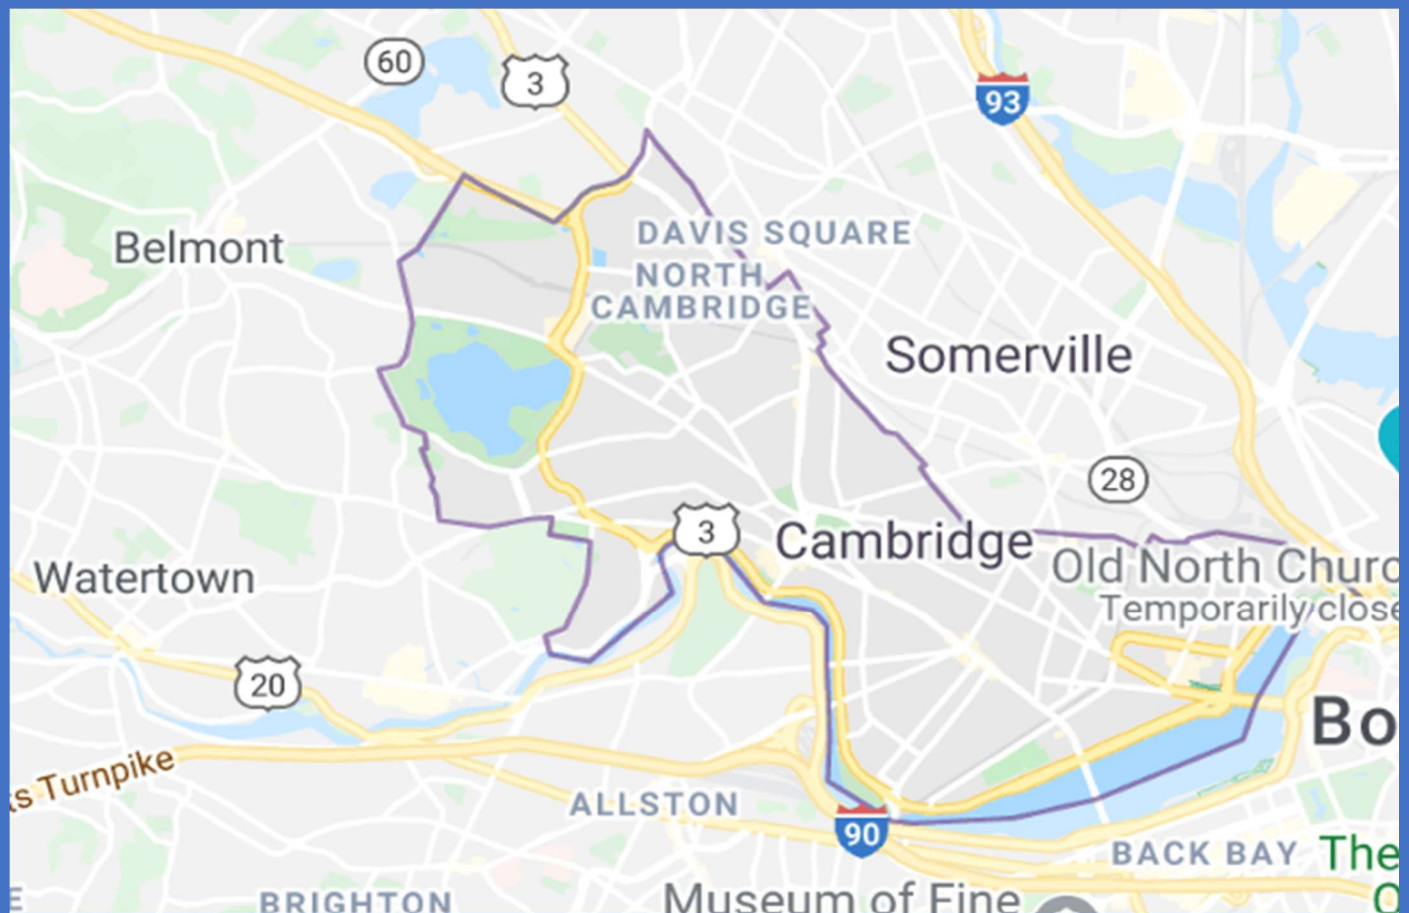 60
3
93
DAVIS SQUARE
Belmont
NORTH
CAMBRIDGE
Somerville
28
3
Cambridge
Old North Churc
Watertown
Temporarily close
20
Bo
ts Turnpike
ALLSTON
90
BACK BAY
The
Museum of Fine
BRIGHTON